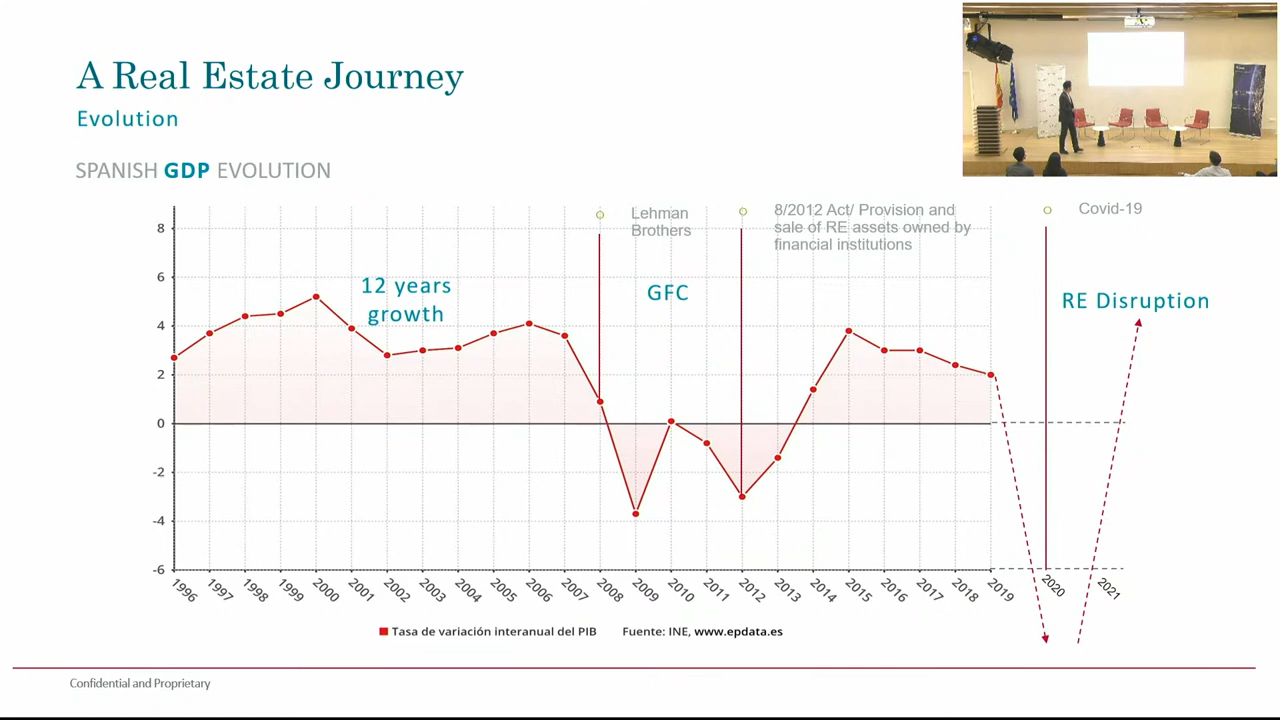 A Real Estate Journey
Evolution
SPANISH GDP EVOLUTION
Lehman
Brothers
8/2012 Act/ Provision and
sale of RE assets owned by
financial institutions
Covid-19
12 years
growth
GFC
RE Disruption
8
6
4
2
0
-2
-4
-6
1996
1997
1998
1999
2000
2001
2002
2003
2004
2005
2006
2007
2008
2009
2010
2011
2012
2013
2014
2015
2016
2017
2018
2019
2020
2021
Tasa de variación interanual del PIB
Fuente: INE, www.epdata.es
Confidential and Proprietary